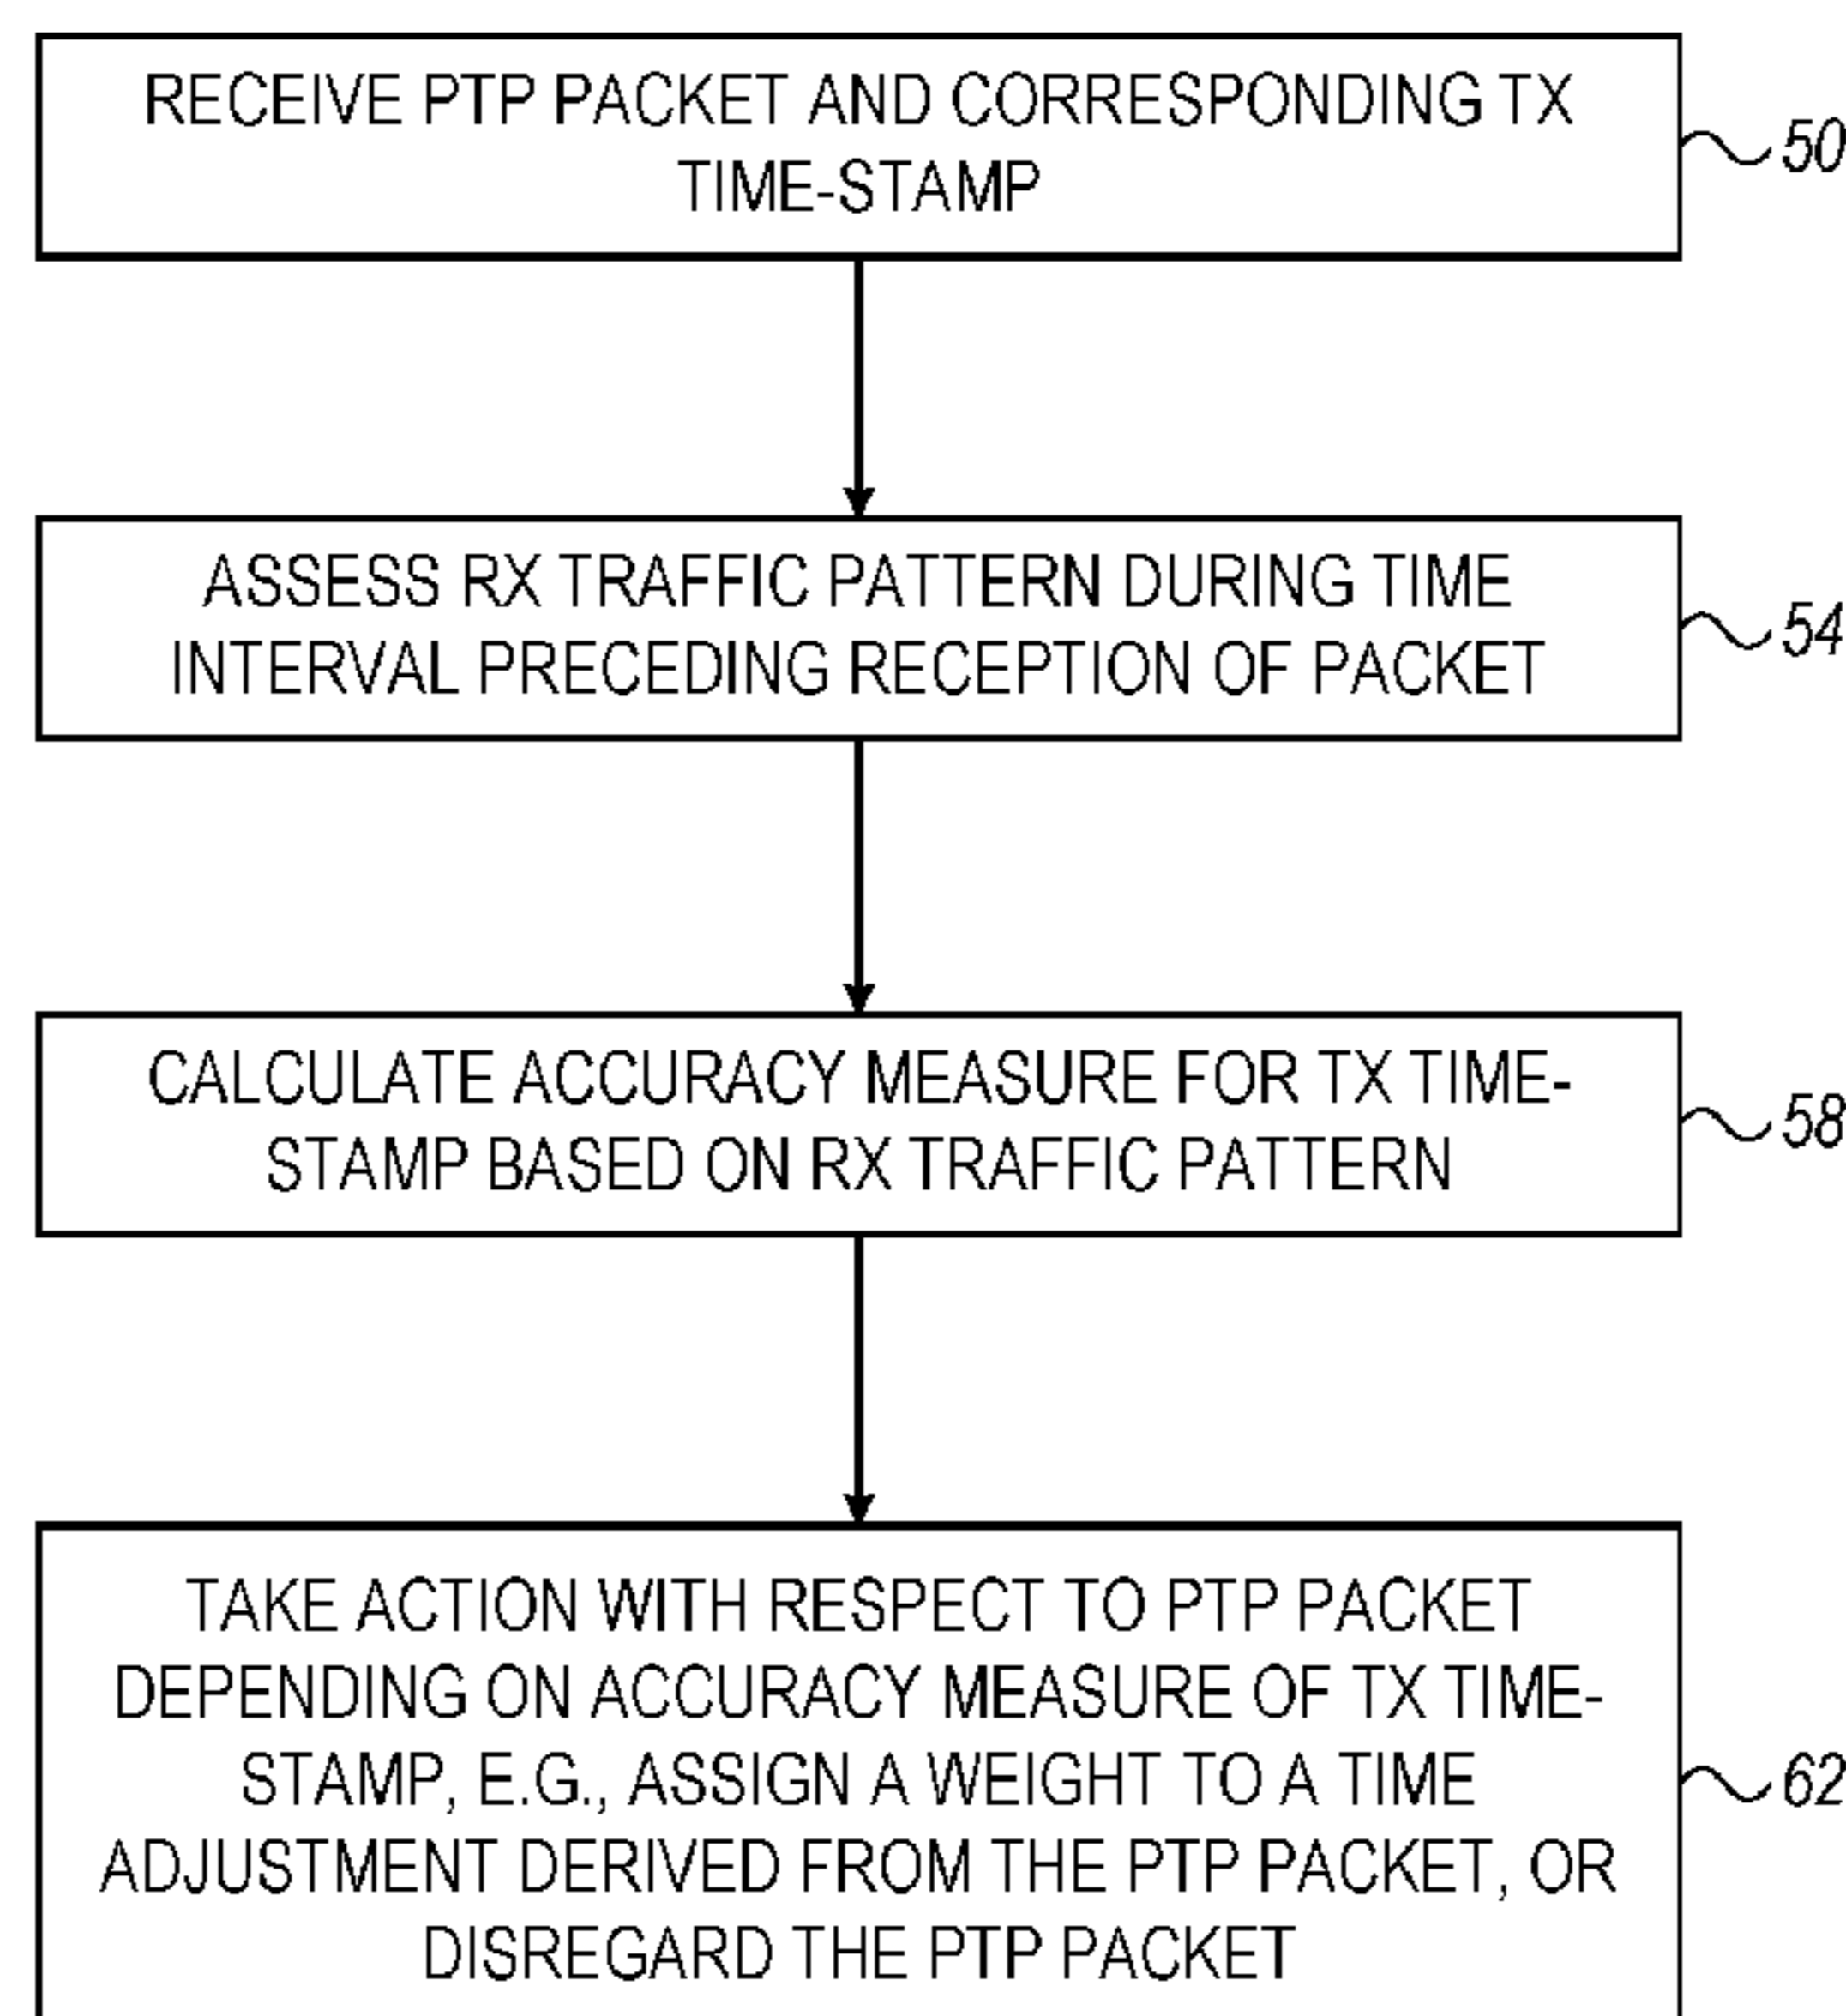 RECEIVE PTP PACKET AND CORRESPONDING TX
TIME-STAMP
50
ASSESS RX TRAFFIC PATTERN DURING TIME
INTERVAL PRECEDING RECEPTION OF PACKET
54
CALCULATE ACCURACY MEASURE FOR TX TIME-
STAMP BASED ON RX TRAFFIC PATTERN
58
TAKE ACTION WITH RESPECT TO PTP PACKET
DEPENDING ON ACCURACY MEASURE OF TX TIME-
STAMP, E.G., ASSIGN A WEIGHT TO A TIME
ADJUSTMENT DERIVED FROM THE PTP PACKET, OR
DISREGARD THE PTP PACKET
62